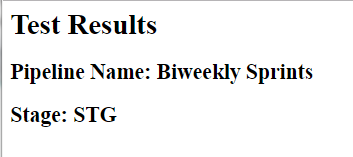 Test Results
Pipeline Name: Biweekly Sprints
Stage: STG